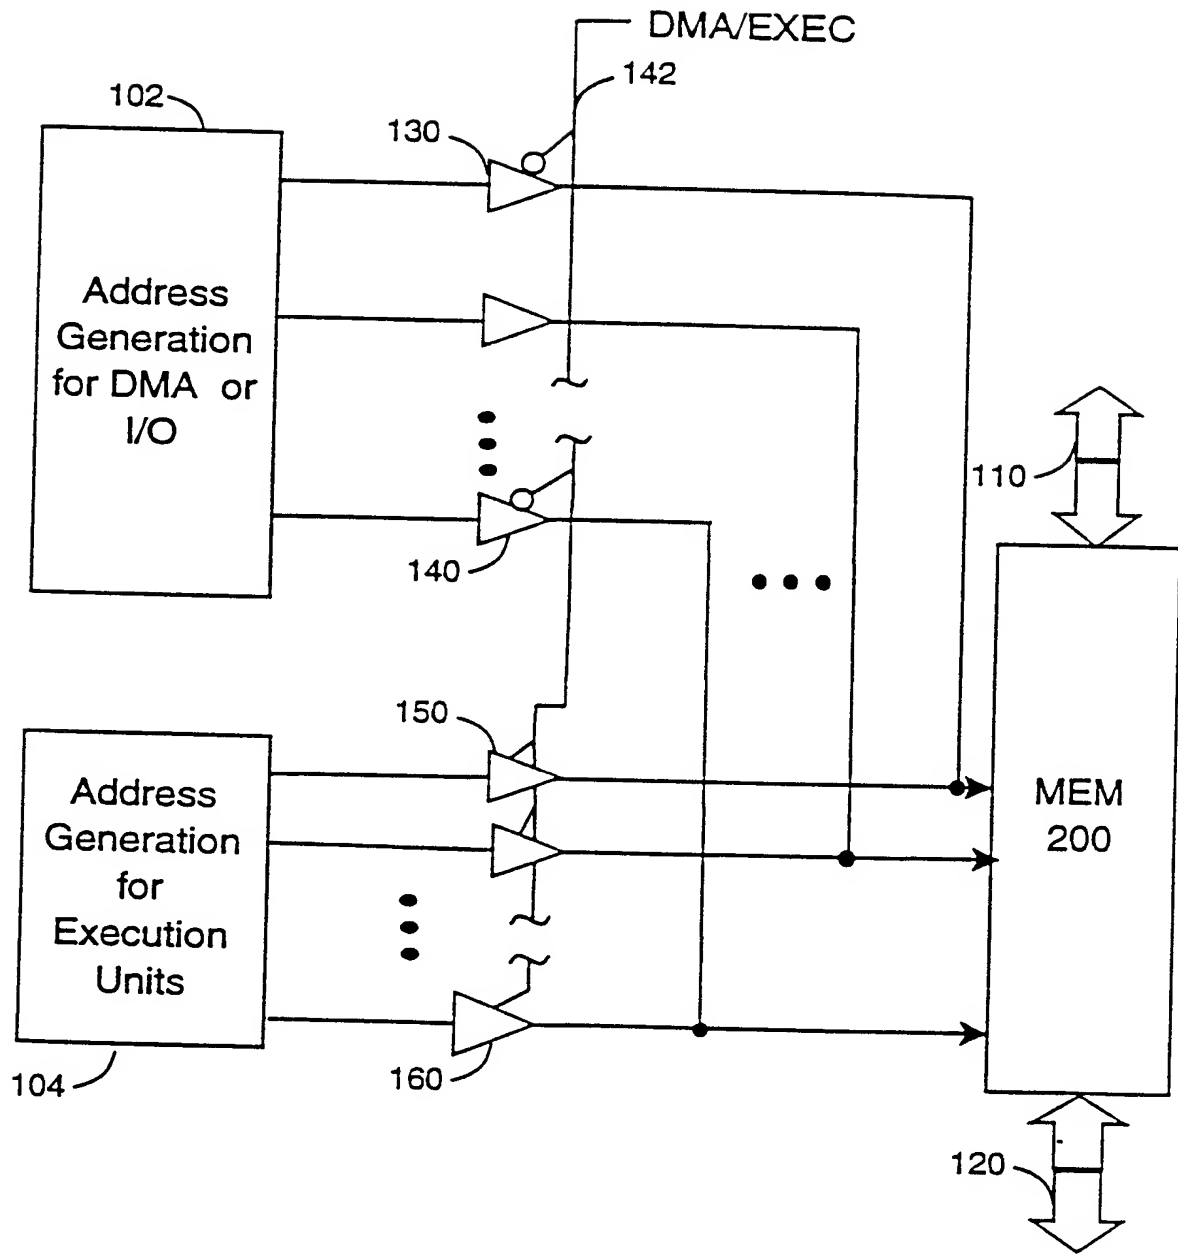 DMA/EXEC
142
102
130
Address
Generation
for DMA or
I/O
110
140
150
Address
Generation
for
Execution
Units
MEM
200
104
160
120